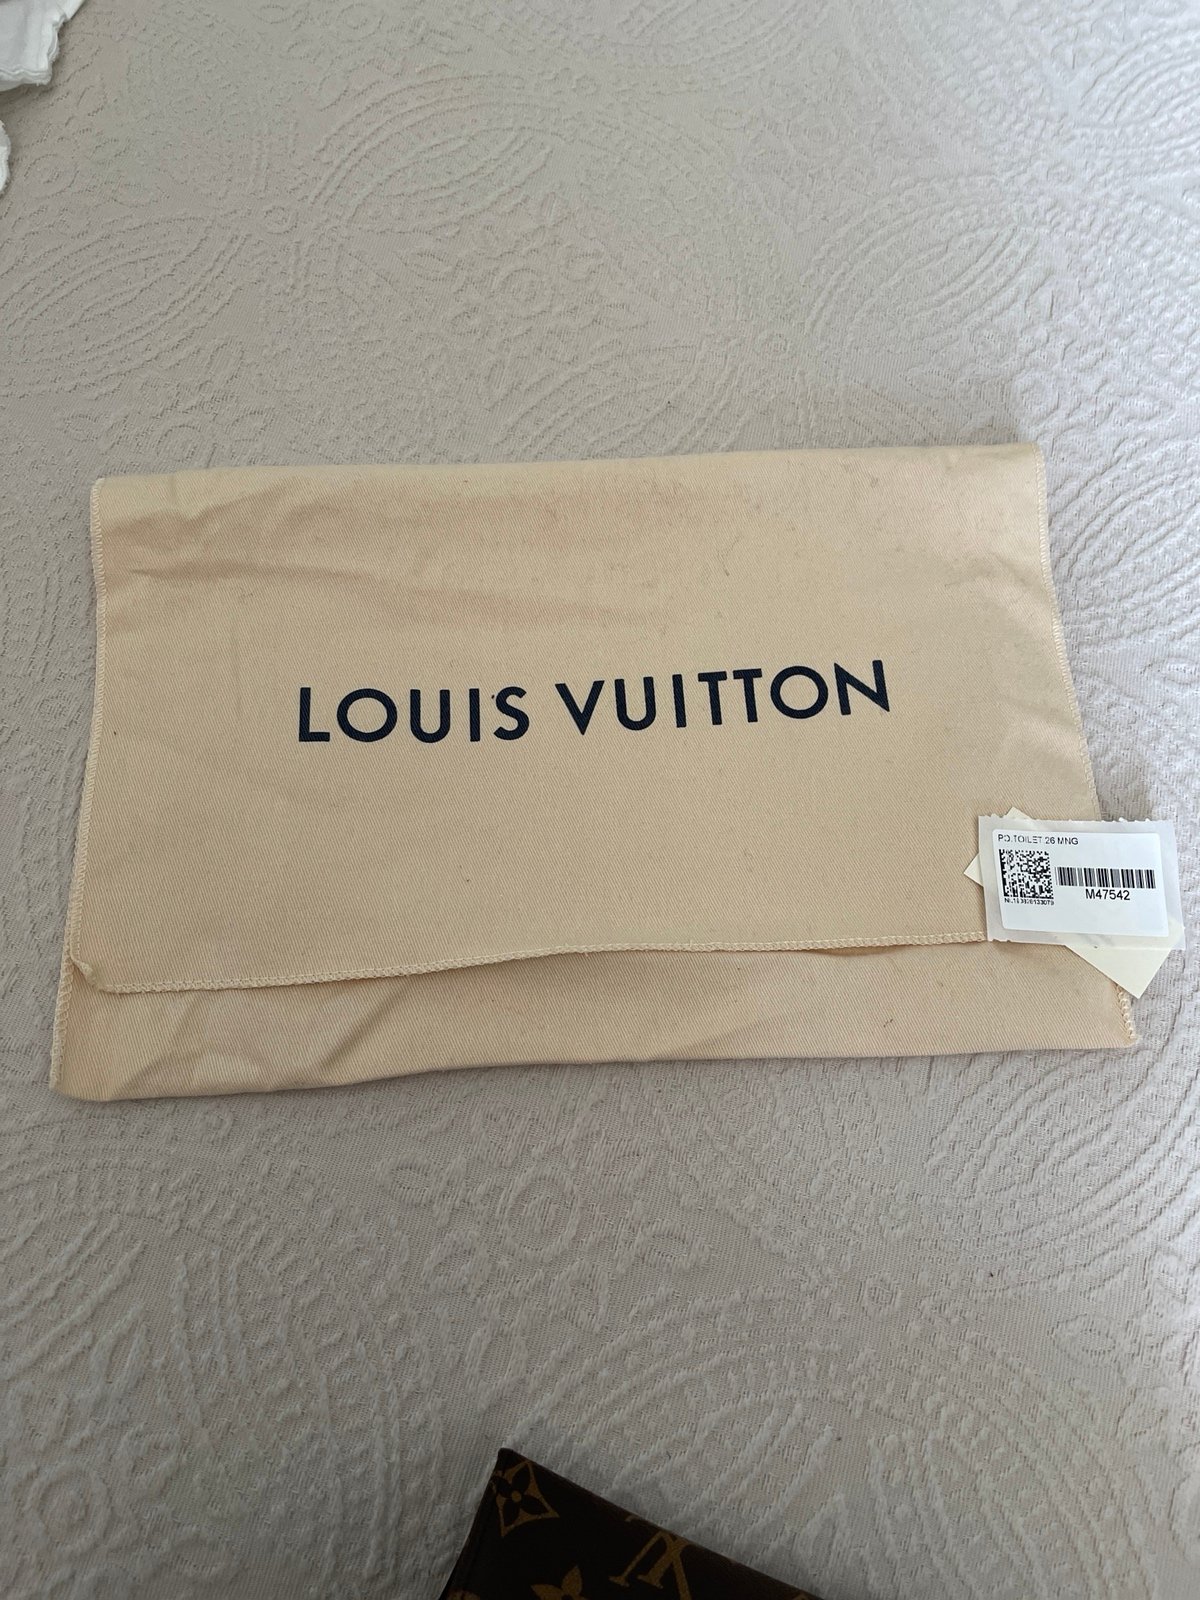 LOUIS VUITTON
PO.TOILET 26 MNG
M47542